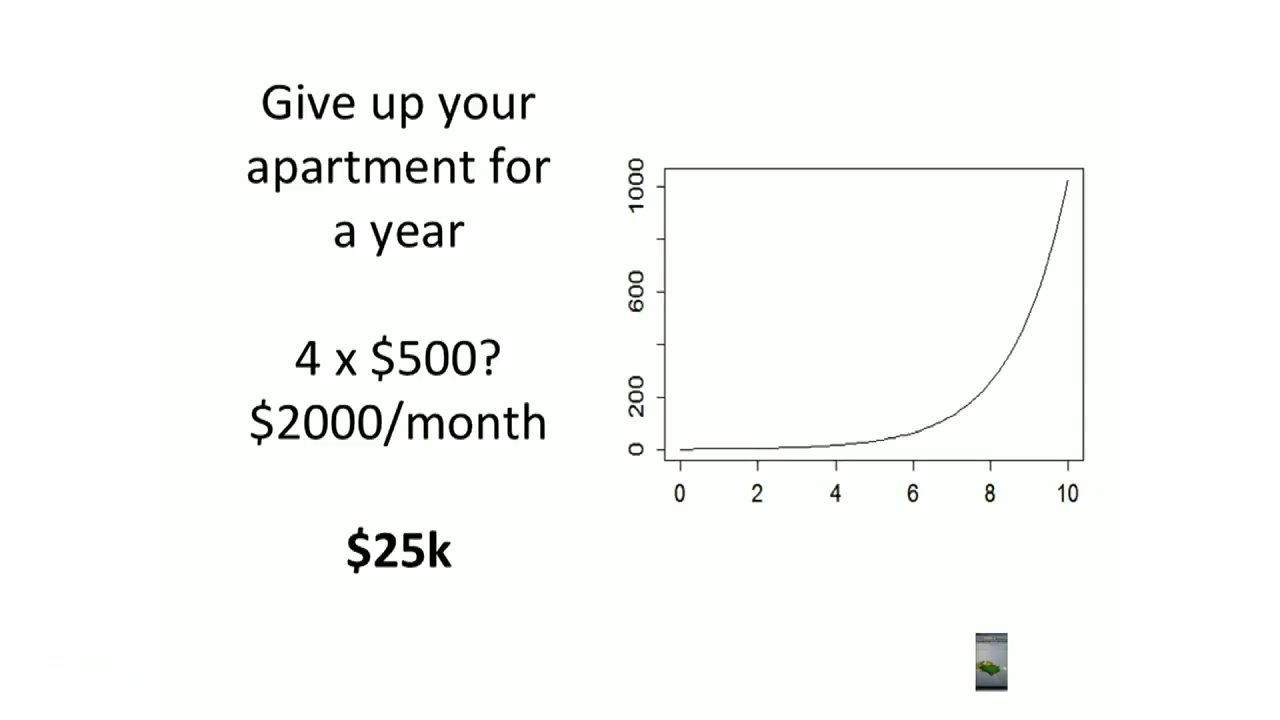 Give up your
apartment for
a year
4 x $500?
$2000/month
$25k
1000
600
200
0
0 2 4 6 8 10